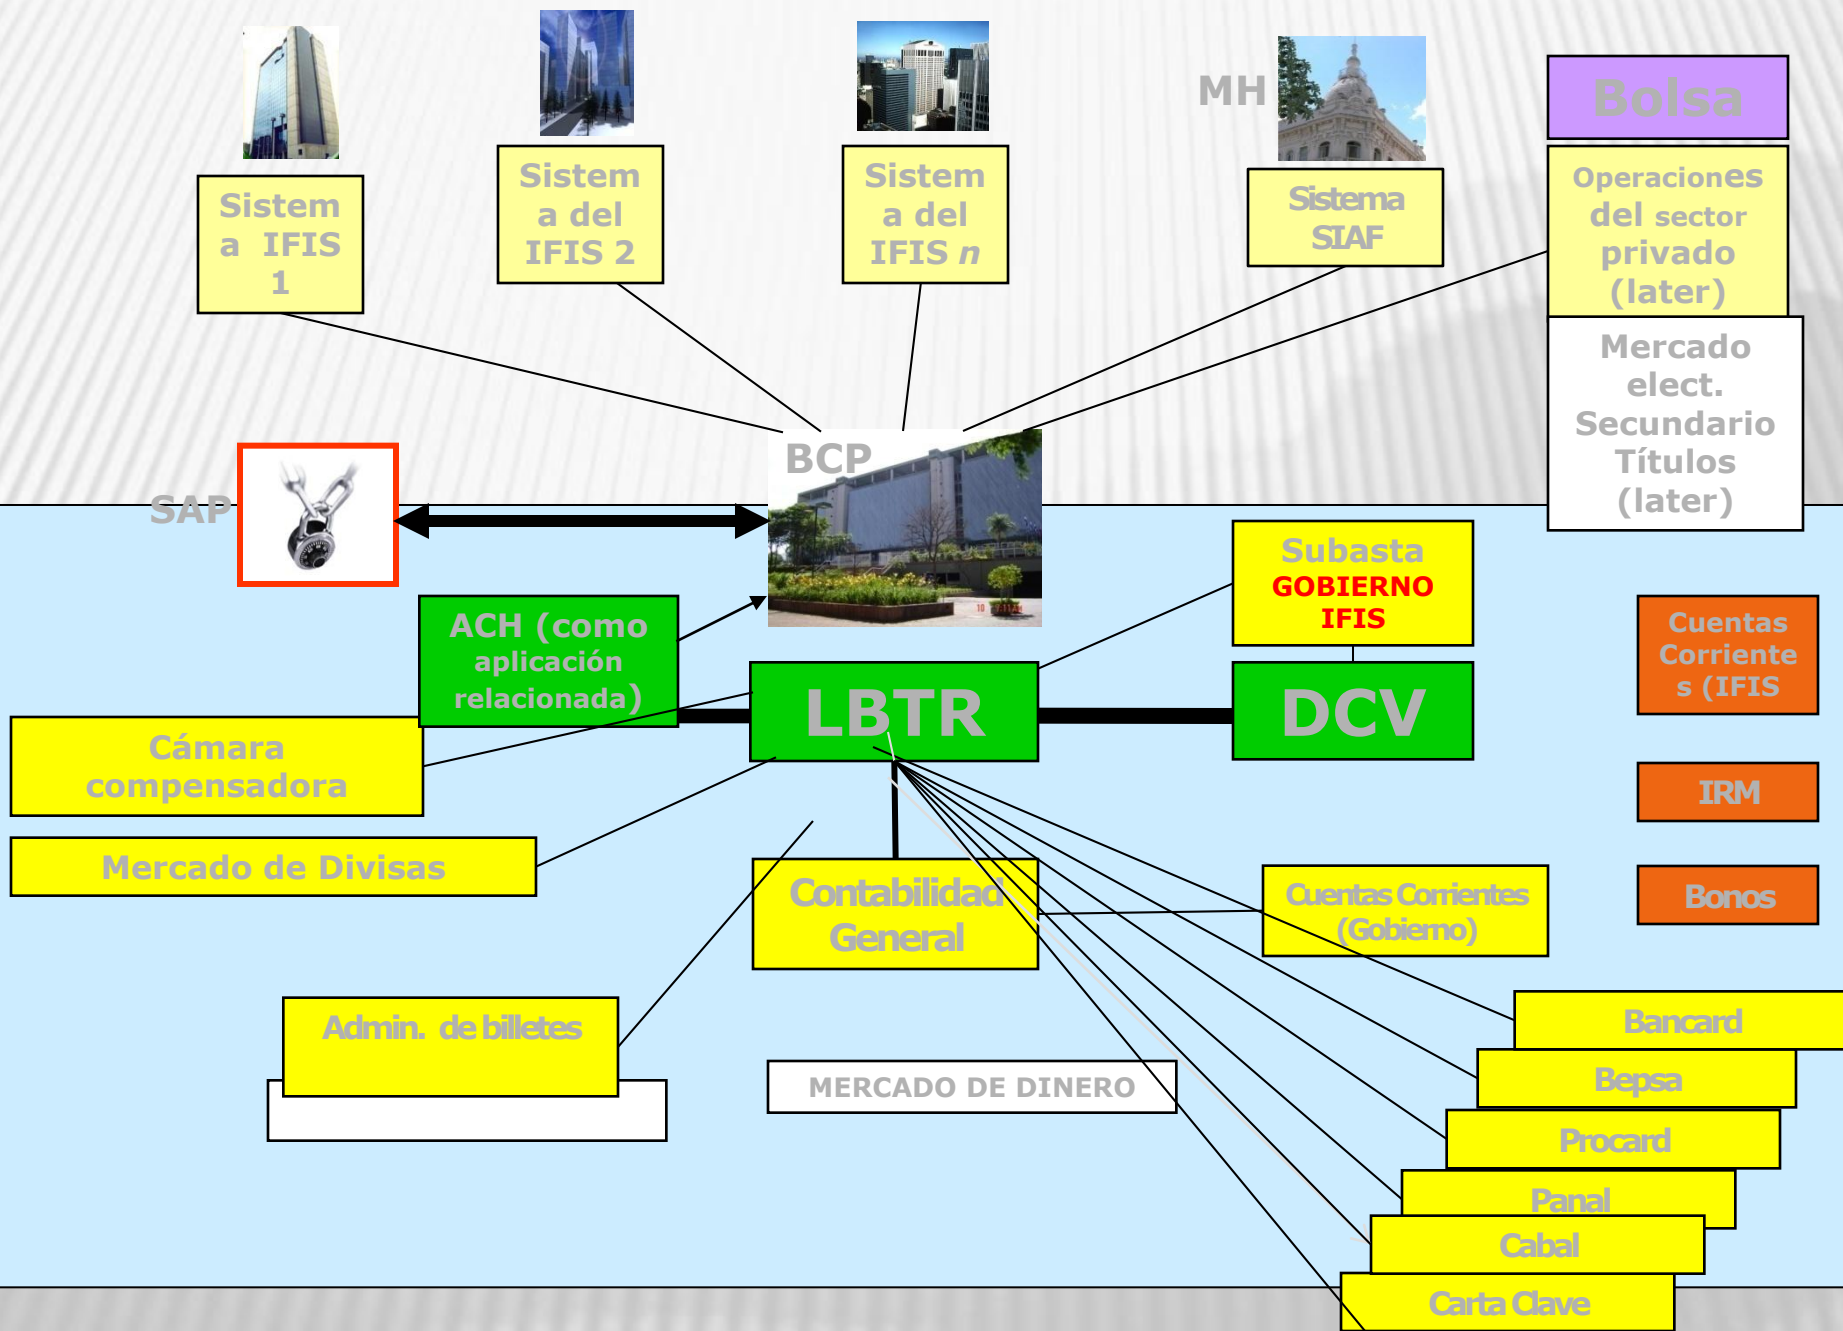 MH
Bolsa
Sistem
a IFIS
1
Sistem
a del
IFIS 2
Sistem
a del
IFIS n
Sistema
SIAF
Operaciones
del sector
privado
(later)
Mercado
elect.
Secundario
Títulos
(later)
SAP
BCP
Subasta
GOBIERNO
IFIS
ACH (como
aplicación
relacionada)
LBTR
DCV
Cuentas
Corriente
s (IFIS
Cámara
compensadora
IRM
Mercado de Divisas
Contabilidad
General
Cuentas Corrientes
(Gobierno)
Bonos
Admin. de billetes
MERCADO DE DINERO
Bancard
Bepsa
Procard
Panal
Cabal
Carta Clave